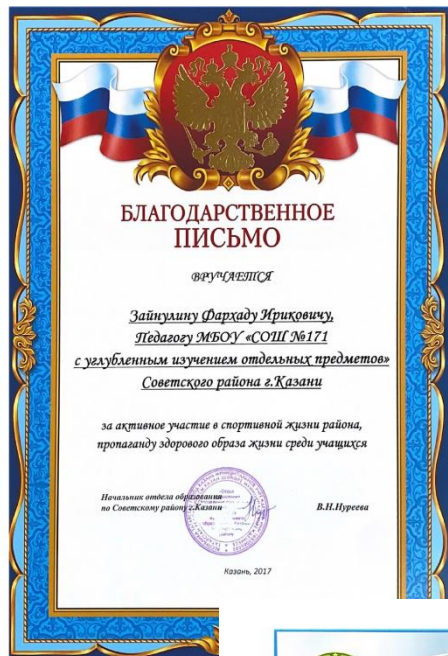 БЛАГОДАРСТВЕННОЕ
ПИСЬМО
ВРУЧАЕТСЯ
Зайнулину Фархаду Ириковичу,
Педагогу МБОУ «СОШ №171
с углубленным изучением отдельных предметов»
Советского района г.Казани
за активное участие в спортивной жизни района,
пропаганду здорового образа жизни среди учащихся
Начальник отдела образования
по Советскому району г.Казани
В.Н.Нуреева
Казань, 2017